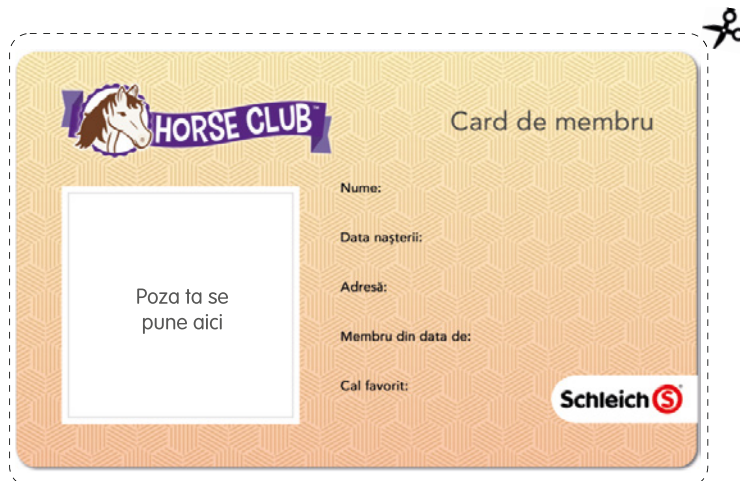 HORSE CLUB™
Card de membru
Nume:
Data nașterii:
Adresă:
Membru din data de:
Cal favorit:
Poza ta se
pune aici
Schleich S